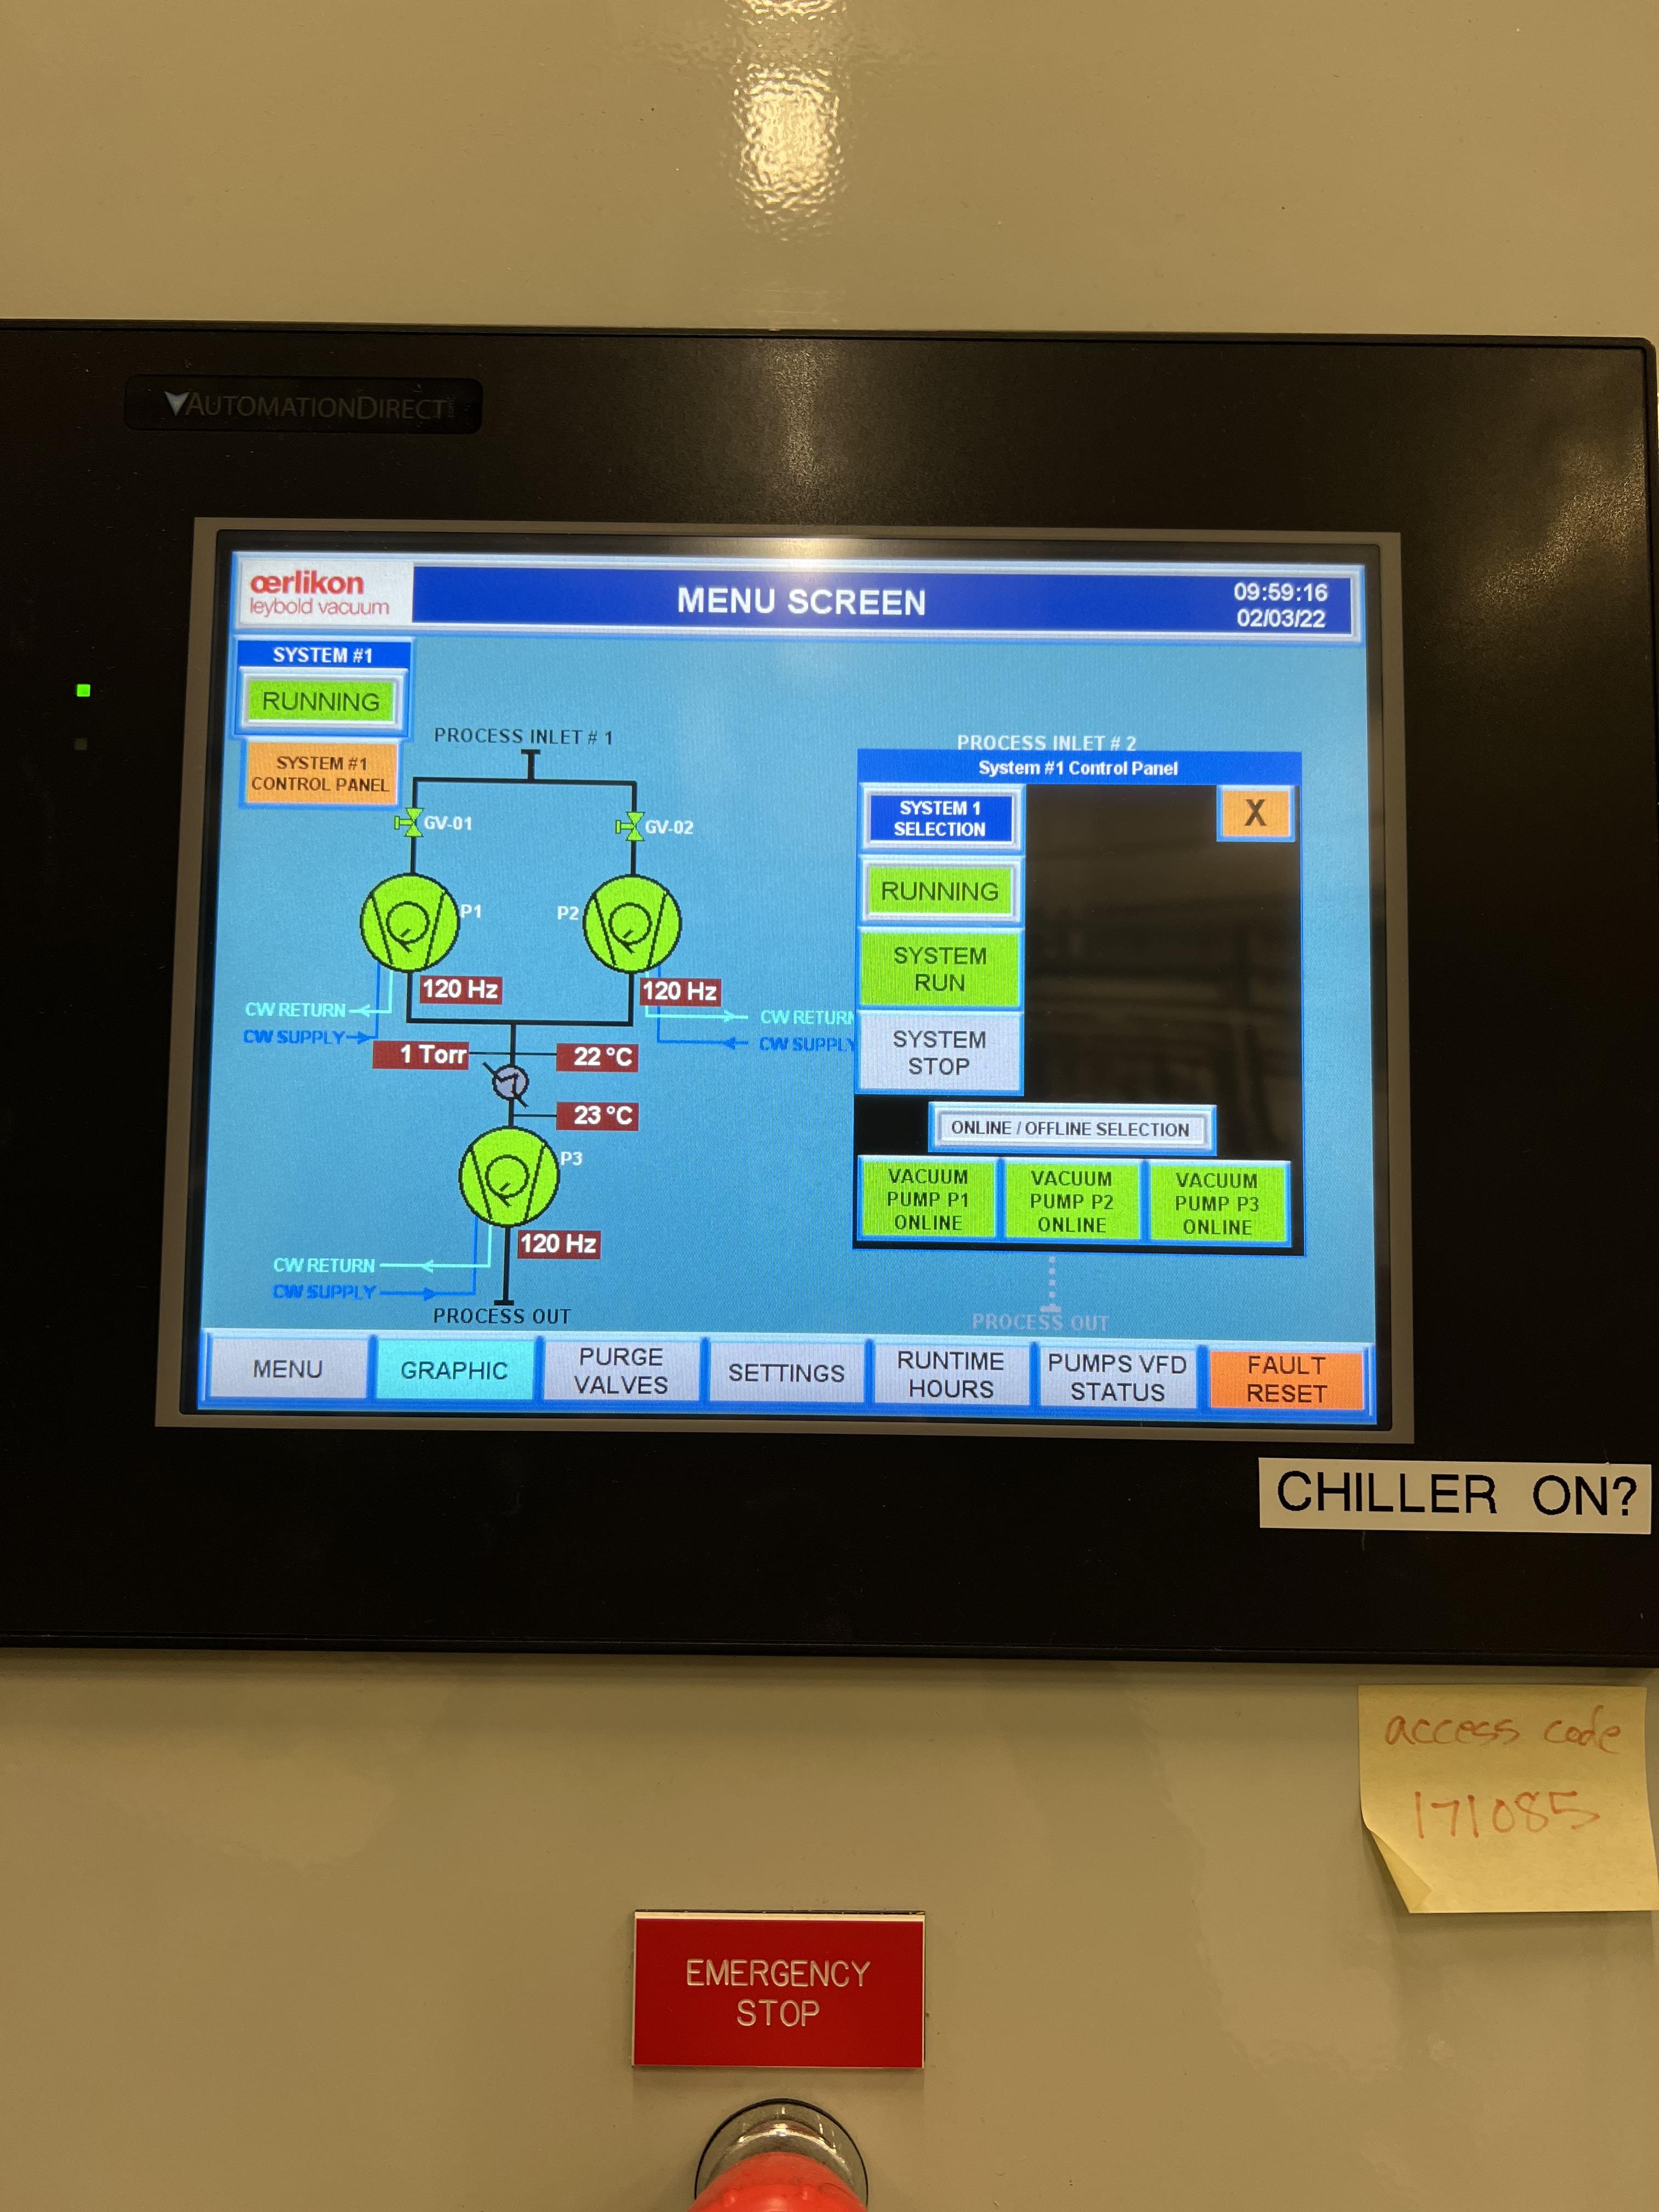 AUTOMATIONDIRECT
œrlikon
leybold vacuum
MENU SCREEN
09:59:16
02/03/22
SYSTEM #1
RUNNING
SYSTEM #1
CONTROL PANEL
PROCESS INLET # 1
GV-01
GV-02
P1
P2
120 Hz
120 Hz
CW RETURN
CW SUPPLY
CW RETURN
CW SUPPLY
1 Torr
22 °C
23 °C
P3
120 Hz
CW RETURN
CW SUPPLY
PROCESS OUT
PROCESS INLET # 2
System #1 Control Panel
SYSTEM 1
SELECTION
X
RUNNING
SYSTEM
RUN
SYSTEM
STOP
ONLINE / OFFLINE SELECTION
VACUUM
PUMP P1
ONLINE
VACUUM
PUMP P2
ONLINE
VACUUM
PUMP P3
ONLINE
PROCESS OUT
MENU
GRAPHIC
PURGE
VALVES
SETTINGS
RUNTIME
HOURS
PUMPS VFD
STATUS
FAULT
RESET
CHILLER ON?
access code
171085
EMERGENCY
STOP